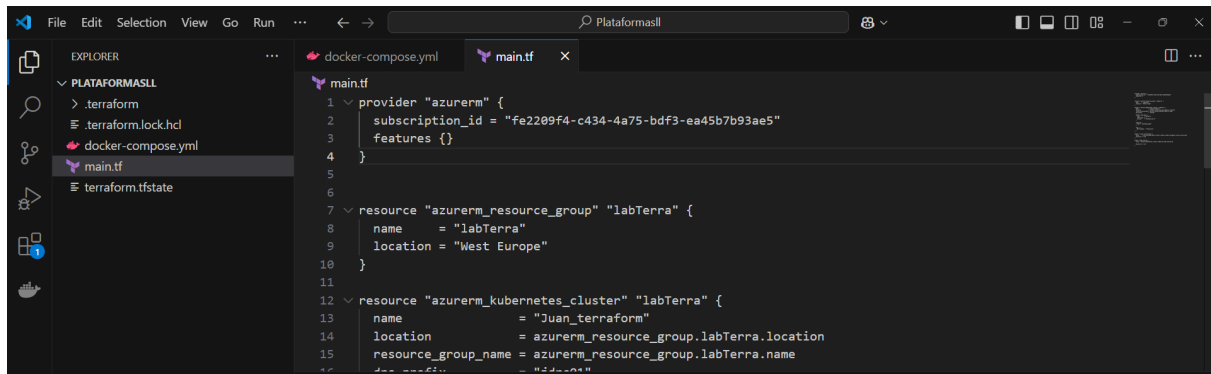 File Edit Selection View Go Run ··· Plataformasll
EXPLORER ···
PLATAFORMASLL
.terraform
.terraform.lock.hcl
docker-compose.yml
main.tf
terraform.tfstate
1
docker-compose.yml main.tf
main.tf
1 provider "azurerm" {
2 subscription_id = "fe2209f4-c434-4a75-bdf3-ea45b7b93ae5"
3 features {}
4 }
5
6
7 resource "azurerm_resource_group" "labTerra" {
8 name = "labTerra"
9 location = "West Europe"
10 }
11
12 resource "azurerm_kubernetes_cluster" "labTerra" {
13 name = "Juan_terraform"
14 location = azurerm_resource_group.labTerra.location
15 resource_group_name = azurerm_resource_group.labTerra.name
16 dns_prefix =